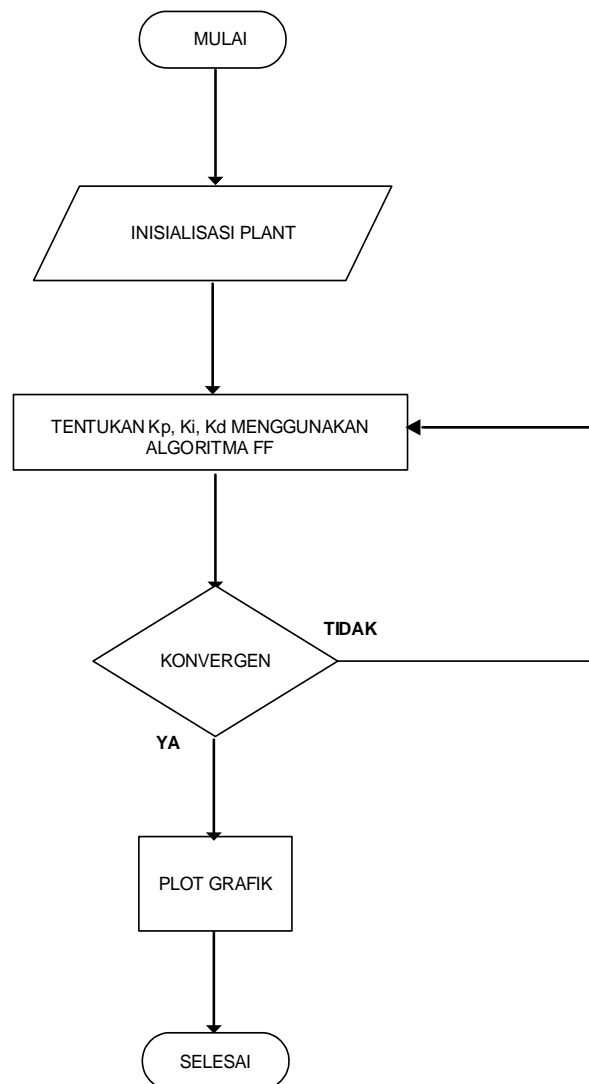 MULAI
INISIALISASI PLANT
TENTUKAN Kp, Ki, Kd MENGGUNAKAN
ALGORITMA FF
TIDAK
KONVERGEN
YA
PLOT GRAFIK
SELESAI